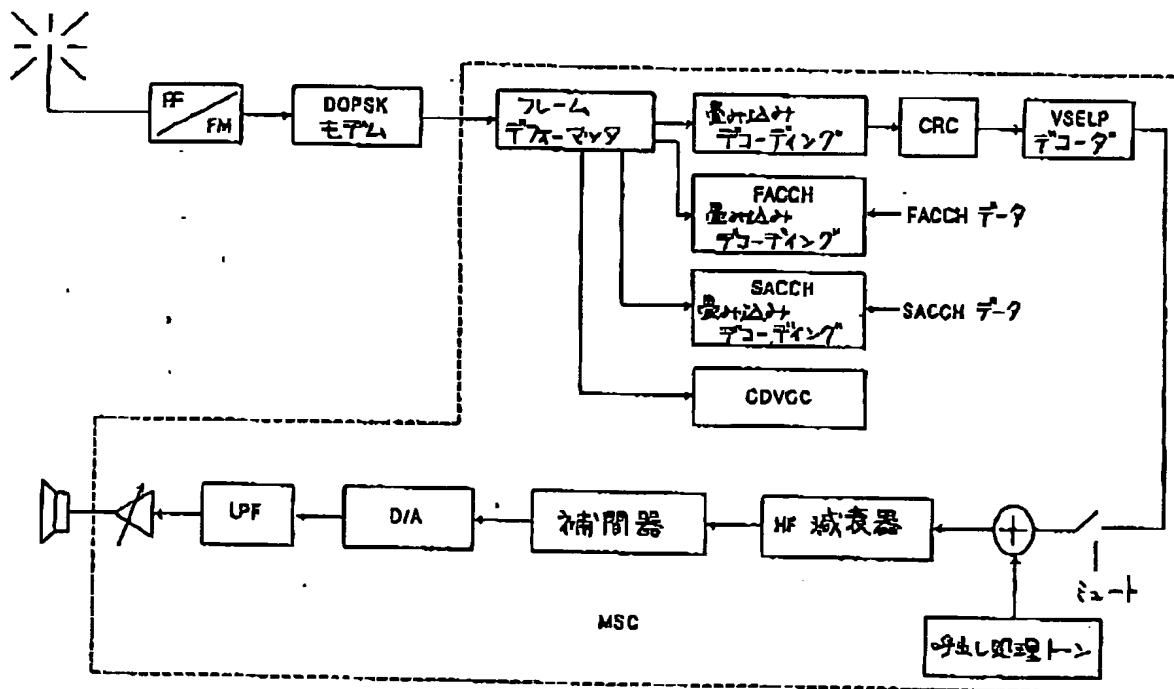 RF
FM
DOPSK
モデム
フレーム
デフォーマッタ
畳み込み
デコーディング
CRC
VSELP
デコーダ
FACCH
畳み込み
デコーディング
FACCH データ
SACCH
畳み込み
デコーディング
SACCH データ
CDVCC
LPF
D/A
補間器
HF 減衰器
ミュート
MSC
呼出し処理トーン